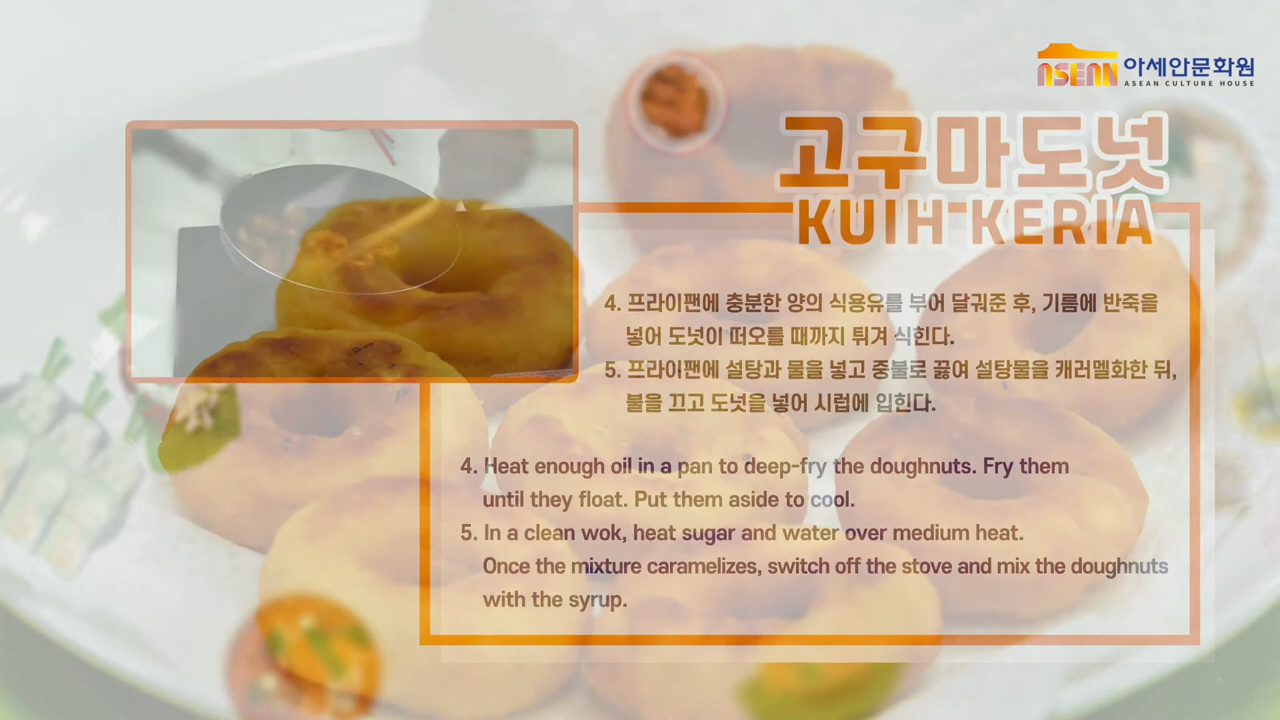 ASEAN 아세안문화원
ASEAN CULTURE HOUSE
고구마도넛
KUIH KERIA
4. 프라이팬에 충분한 양의 식용유를 부어 달궈준 후, 기름에 반죽을
넣어 도넛이 떠오를 때까지 튀겨 식힌다.
5. 프라이팬에 설탕과 물을 넣고 중불로 끓여 설탕물을 캐러멜화한 뒤,
불을 끄고 도넛을 넣어 시럽에 입힌다.
4. Heat enough oil in a pan to deep-fry the doughnuts. Fry them
until they float. Put them aside to cool.
5. In a clean wok, heat sugar and water over medium heat.
Once the mixture caramelizes, switch off the stove and mix the doughnuts
with the syrup.